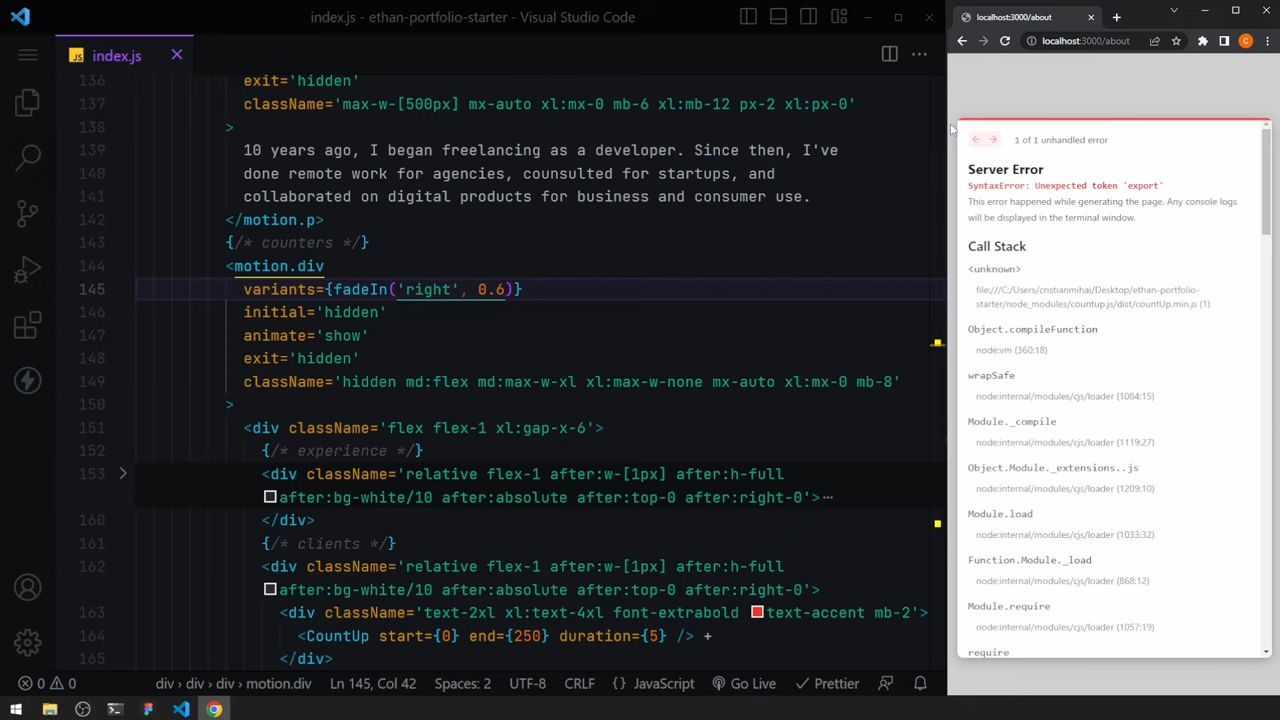 index.js - ethan-portfolio-starter - Visual Studio Code
JS index.js
136 exit='hidden'
137 className='max-w-[500px] mx-auto xl:mx-0 mb-6 xl:mb-12 px-2 xl:px-0'
138 >
139 10 years ago, I began freelancing as a developer. Since then, I've
140 done remote work for agencies, counsulted for startups, and
141 collaborated on digital products for business and consumer use.
142 </motion.p>
143 {/* counters */}
144 <motion.div
145 variants={fadeIn('right', 0.6)}
146 initial='hidden'
147 animate='show'
148 exit='hidden'
149 className='hidden md:flex md:max-w-xl xl:max-w-none mx-auto xl:mx-0 mb-8'
150 >
151 <div className='flex flex-1 xl:gap-x-6'>
152 {/* experience */}
153 <div className='relative flex-1 after:w-[1px] after:h-full
after:bg-white/10 after:absolute after:top-0 after:right-0'>⋯
160 </div>
161 {/* clients */}
162 <div className='relative flex-1 after:w-[1px] after:h-full
after:bg-white/10 after:absolute after:top-0 after:right-0'>
163 <div className='text-2xl xl:text-4xl font-extrabold text-accent mb-2'>
164 <CountUp start={0} end={250} duration={5} /> +
165 </div>
0 0 div › div › div › motion.div Ln 145, Col 42 Spaces: 2 UTF-8 CRLF {} JavaScript Go Live Prettier
localhost:3000/about
localhost:3000/about
C
1 of 1 unhandled error
Server Error
SyntaxError: Unexpected token 'export'
This error happened while generating the page. Any console logs
will be displayed in the terminal window.
Call Stack
<unknown>
file:///C:/Users/cristianmihai/Desktop/ethan-portfolio-
starter/node_modules/countup.js/dist/countUp.min.js (1)
Object.compileFunction
node:vm (360:18)
wrapSafe
node:internal/modules/cjs/loader (1084:15)
Module._compile
node:internal/modules/cjs/loader (1119:27)
Object.Module._extensions..js
node:internal/modules/cjs/loader (1209:10)
Module.load
node:internal/modules/cjs/loader (1033:32)
Function.Module._load
node:internal/modules/cjs/loader (868:12)
Module.require
node:internal/modules/cjs/loader (1057:19)
require